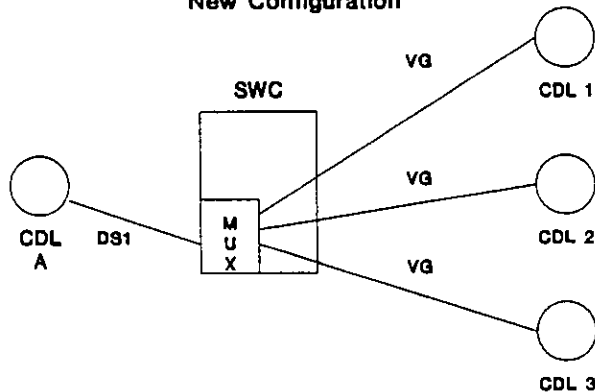 New Configuration
VG
CDL 1
SWC
VG
CDL
A
DS1
M
U
X
CDL 2
VG
CDL 3